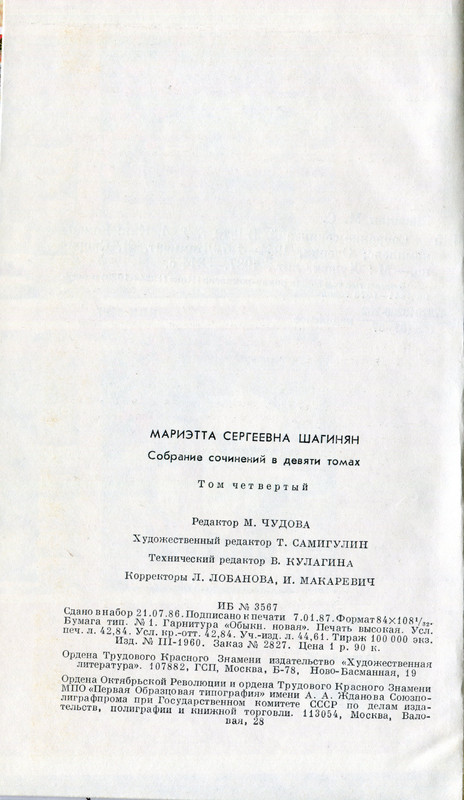 МАРИЭТТА СЕРГЕЕВНА ШАГИНЯН
Собрание сочинений в девяти томах
Том четвертый
Редактор М. ЧУДОВА
Художественный редактор Т. САМИГУЛИН
Технический редактор В. КУЛАГИНА
Корректоры Л. ЛОБАНОВА, И. МАКАРЕВИЧ
ИБ № 3567
Сдано в набор 21.07.86. Подписано к печати 7.01.87. Формат 84×108¹/₃₂.
Бумага тип. № 1. Гарнитура «Обыкн. новая». Печать высокая. Усл.
печ. л. 42,84. Усл. кр.-отт. 42,84. Уч.-изд. л. 44,61. Тираж 100 000 экз.
Изд. № III-1960. Заказ № 2827. Цена 1 р. 90 к.
Ордена Трудового Красного Знамени издательство «Художественная
литература». 107882, ГСП, Москва, Б-78, Ново-Басманная, 19
Ордена Октябрьской Революции и ордена Трудового Красного Знамени
МПО «Первая Образцовая типография» имени А. А. Жданова Союзпо-
лиграфпрома при Государственном комитете СССР по делам изда-
тельств, полиграфии и книжной торговли. 113054, Москва, Вало-
вая, 28